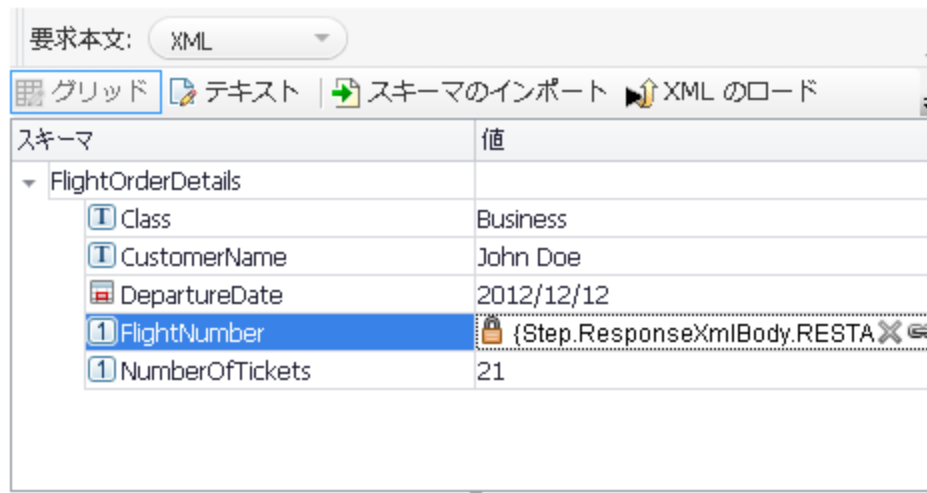 要求本文: XML
グリッド テキスト スキーマのインポート XML のロード
スキーマ 値
FlightOrderDetails
Class Business
CustomerName John Doe
DepartureDate 2012/12/12
FlightNumber {Step.ResponseXmlBody.RESTA
NumberOfTickets 21